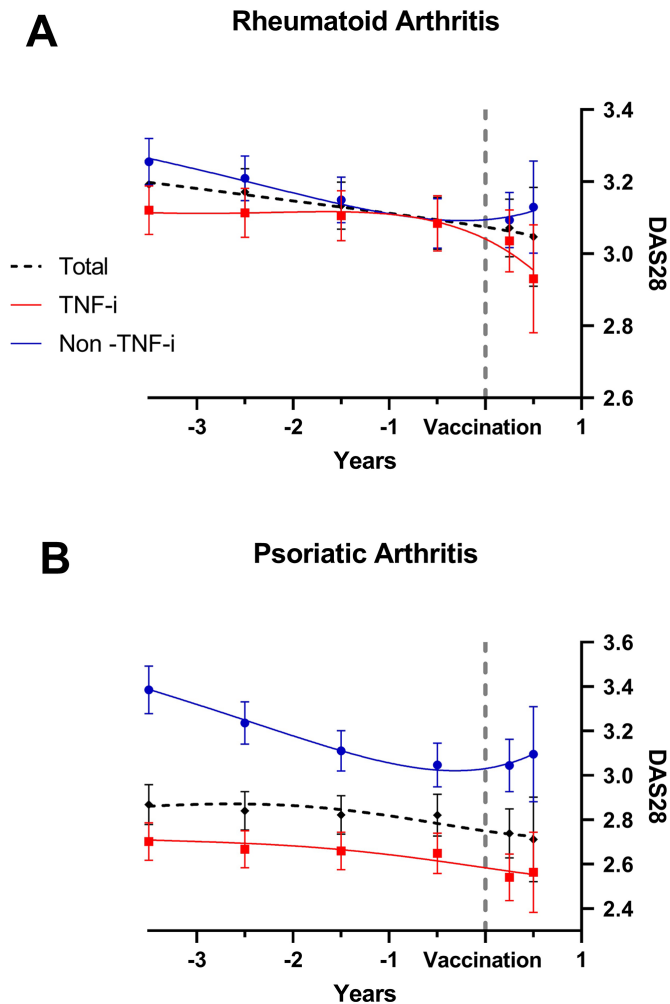 A
Rheumatoid Arthritis
3.4
3.2
3.0
2.8
2.6
DAS28
Total
TNF-i
Non -TNF-i
-3 -2 -1 Vaccination 1
Years
B
Psoriatic Arthritis
3.6
3.4
3.2
3.0
2.8
2.6
2.4
DAS28
-3 -2 -1 Vaccination 1
Years